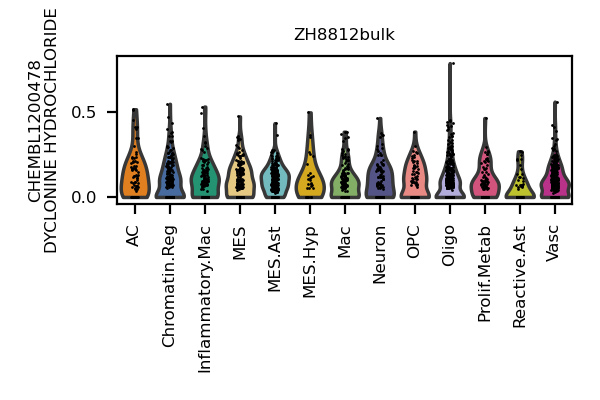 ZH8812bulk
CHEMBL1200478
DYCLONINE HYDROCHLORIDE
0.5
0.0
AC
Chromatin.Reg
Inflammatory.Mac
MES
MES.Ast
MES.Hyp
Mac
Neuron
OPC
Oligo
Prolif.Metab
Reactive.Ast
Vasc